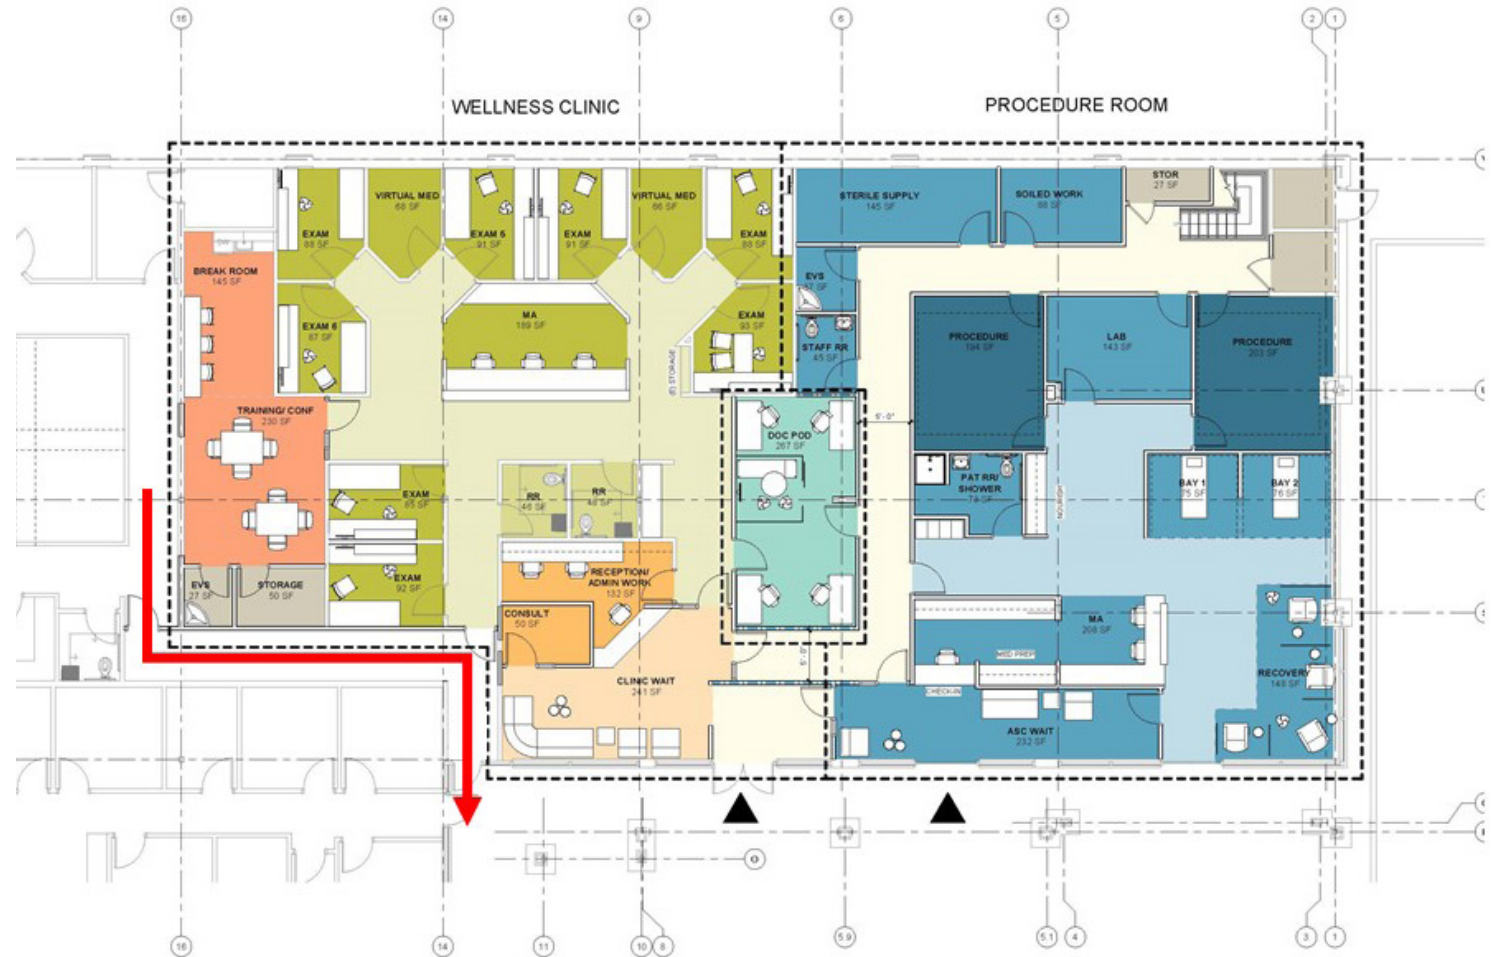 16
14
9
6
5
2
1
WELLNESS CLINIC
PROCEDURE ROOM
VIRTUAL MED
68 SF
VIRTUAL MED
66 SF
STERILE SUPPLY
145 SF
SOILED WORK
88 SF
STOR
27 SF
EXAM
88 SF
EXAM 5
91 SF
EXAM
91 SF
EXAM
88 SF
BREAK ROOM
145 SF
EVS
EXAM 6
87 SF
MA
189 SF
EXAM
93 SF
(E) STORAGE
STAFF RR
45 SF
PROCEDURE
194 SF
LAB
143 SF
PROCEDURE
203 SF
TRAINING/ CONF
230 SF
5'-0"
DOC POD
267 SF
EXAM
85 SF
RR
46 SF
RR
48 SF
PAT RR/
SHOWER
78 SF
NOURISH
BAY 1
75 SF
BAY 2
76 SF
EVS
27 SF
STORAGE
50 SF
EXAM
92 SF
RECEPTION/
ADMIN WORK
132 SF
CONSULT
50 SF
MA
208 SF
MED PREP
5'-0"
CLINIC WAIT
241 SF
CHECK-IN
RECOVERY
148 SF
ASC WAIT
232 SF
16
14
11
10
8
5.9
5.1
4
3
1